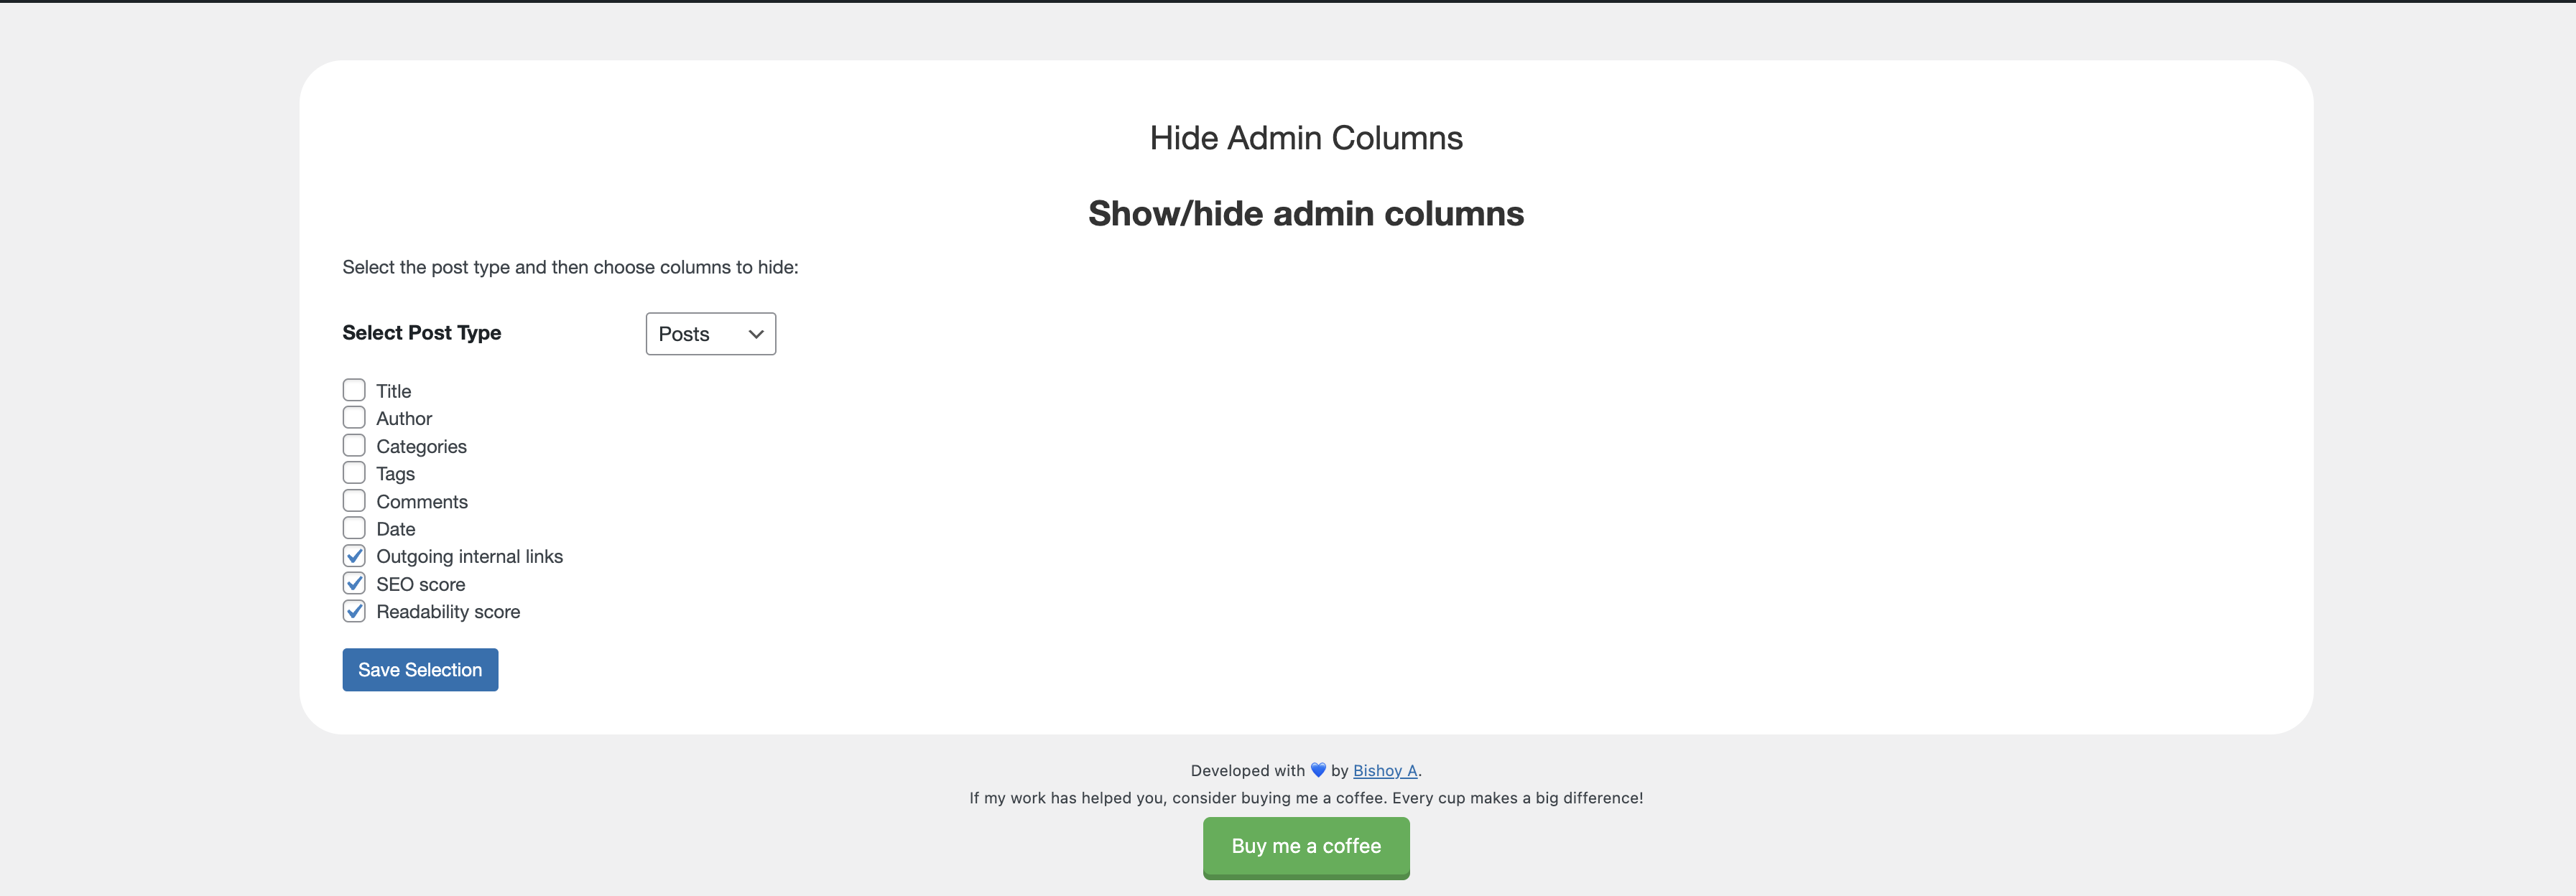 Hide Admin Columns
Show/hide admin columns
Select the post type and then choose columns to hide:
Select Post Type
Posts
Title
Author
Categories
Tags
Comments
Date
Outgoing internal links
SEO score
Readability score
Save Selection
Developed with 💙 by Bishoy A.
If my work has helped you, consider buying me a coffee. Every cup makes a big difference!
Buy me a coffee